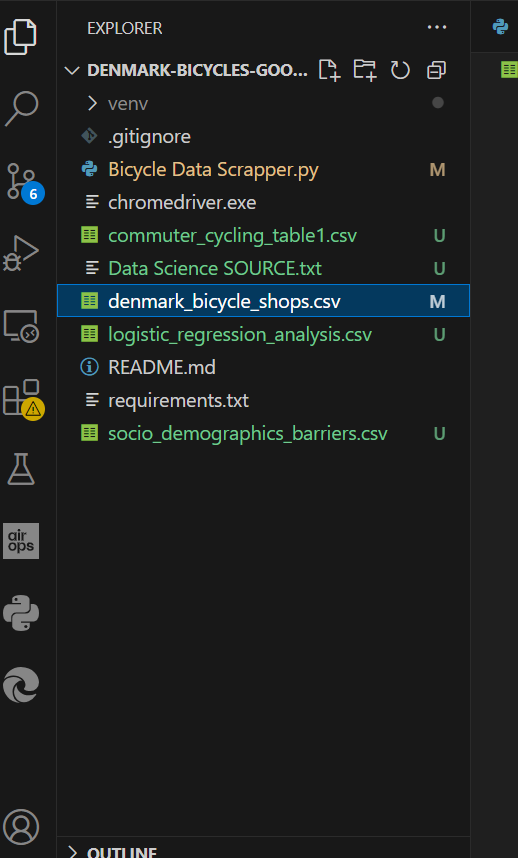 EXPLORER
DENMARK-BICYCLES-GOO...
venv
.gitignore
Bicycle Data Scrapper.py M
chromedriver.exe
commuter_cycling_table1.csv U
Data Science SOURCE.txt U
denmark_bicycle_shops.csv M
logistic_regression_analysis.csv U
README.md
requirements.txt
socio_demographics_barriers.csv U
6
air
ops
OUTLINE